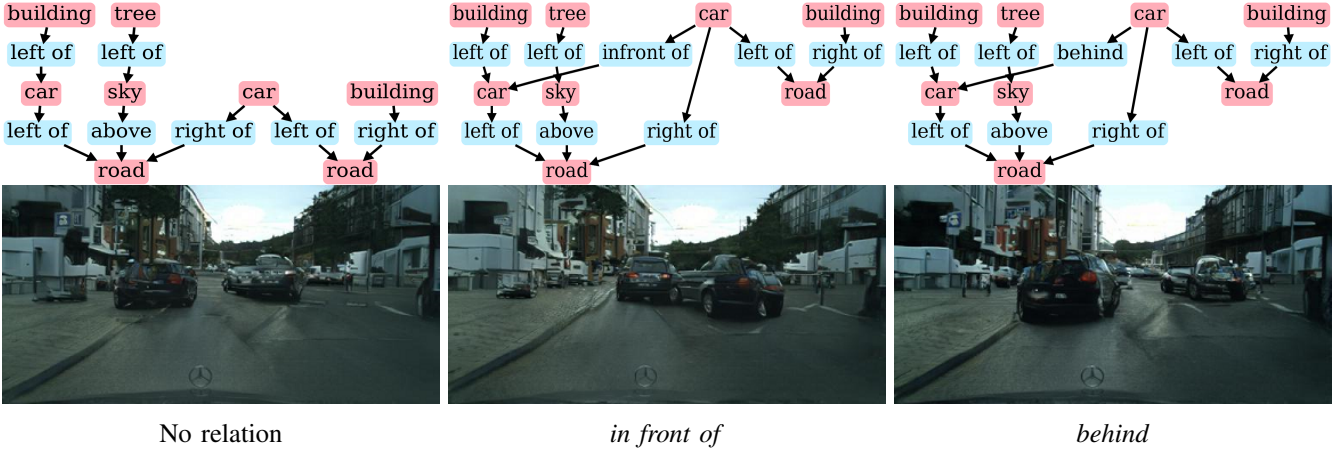 building tree
left of left of
car sky car building
left of above right of left of right of
road road
building tree car building
left of left of infront of left of right of
car sky road
left of above right of
road
building tree car building
left of left of behind left of right of
car sky road
left of above right of
road
No relation
in front of
behind